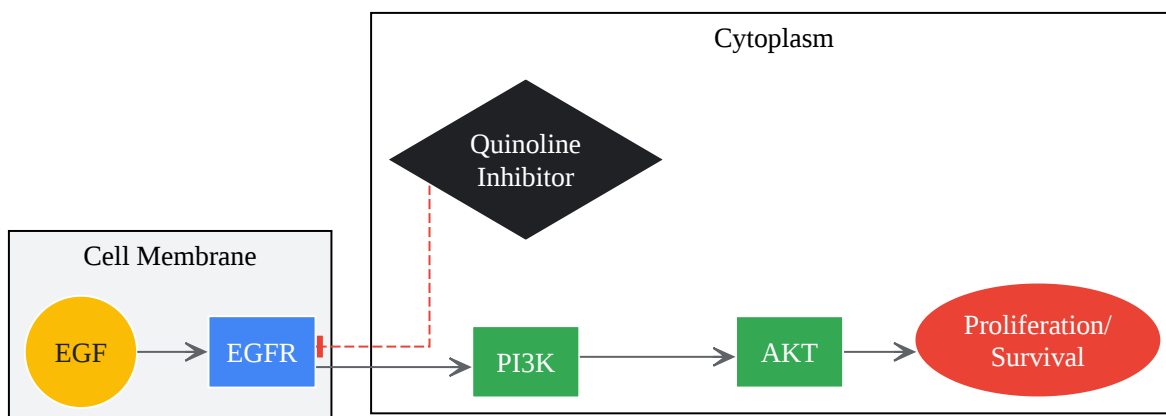 Cytoplasm
Quinoline
Inhibitor
Cell Membrane
EGF
EGFR
PI3K
AKT
Proliferation/
Survival